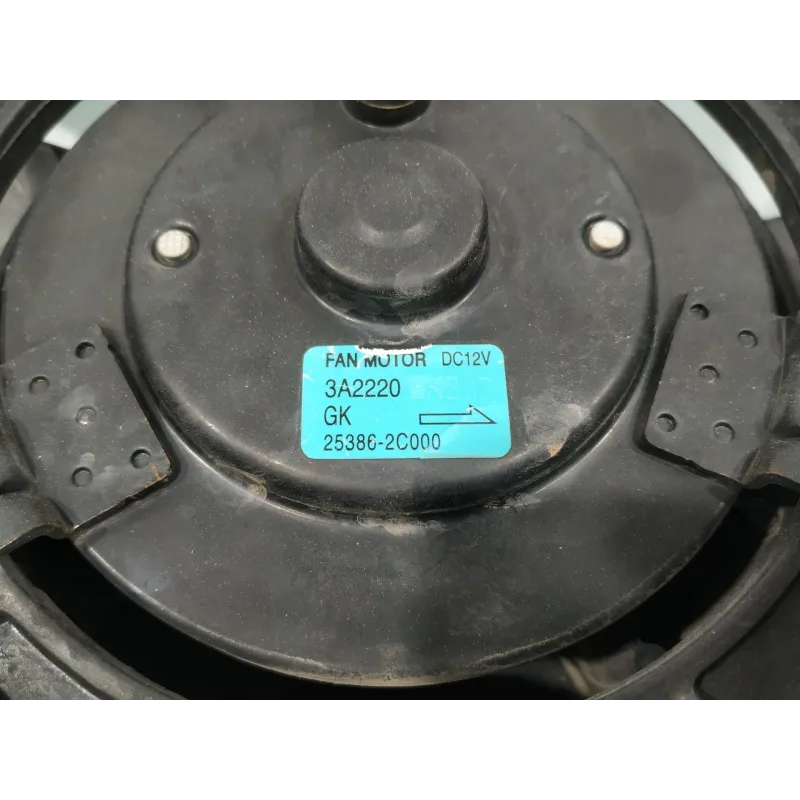 FAN MOTOR DC12V
3A2220
GK
25386-2C000